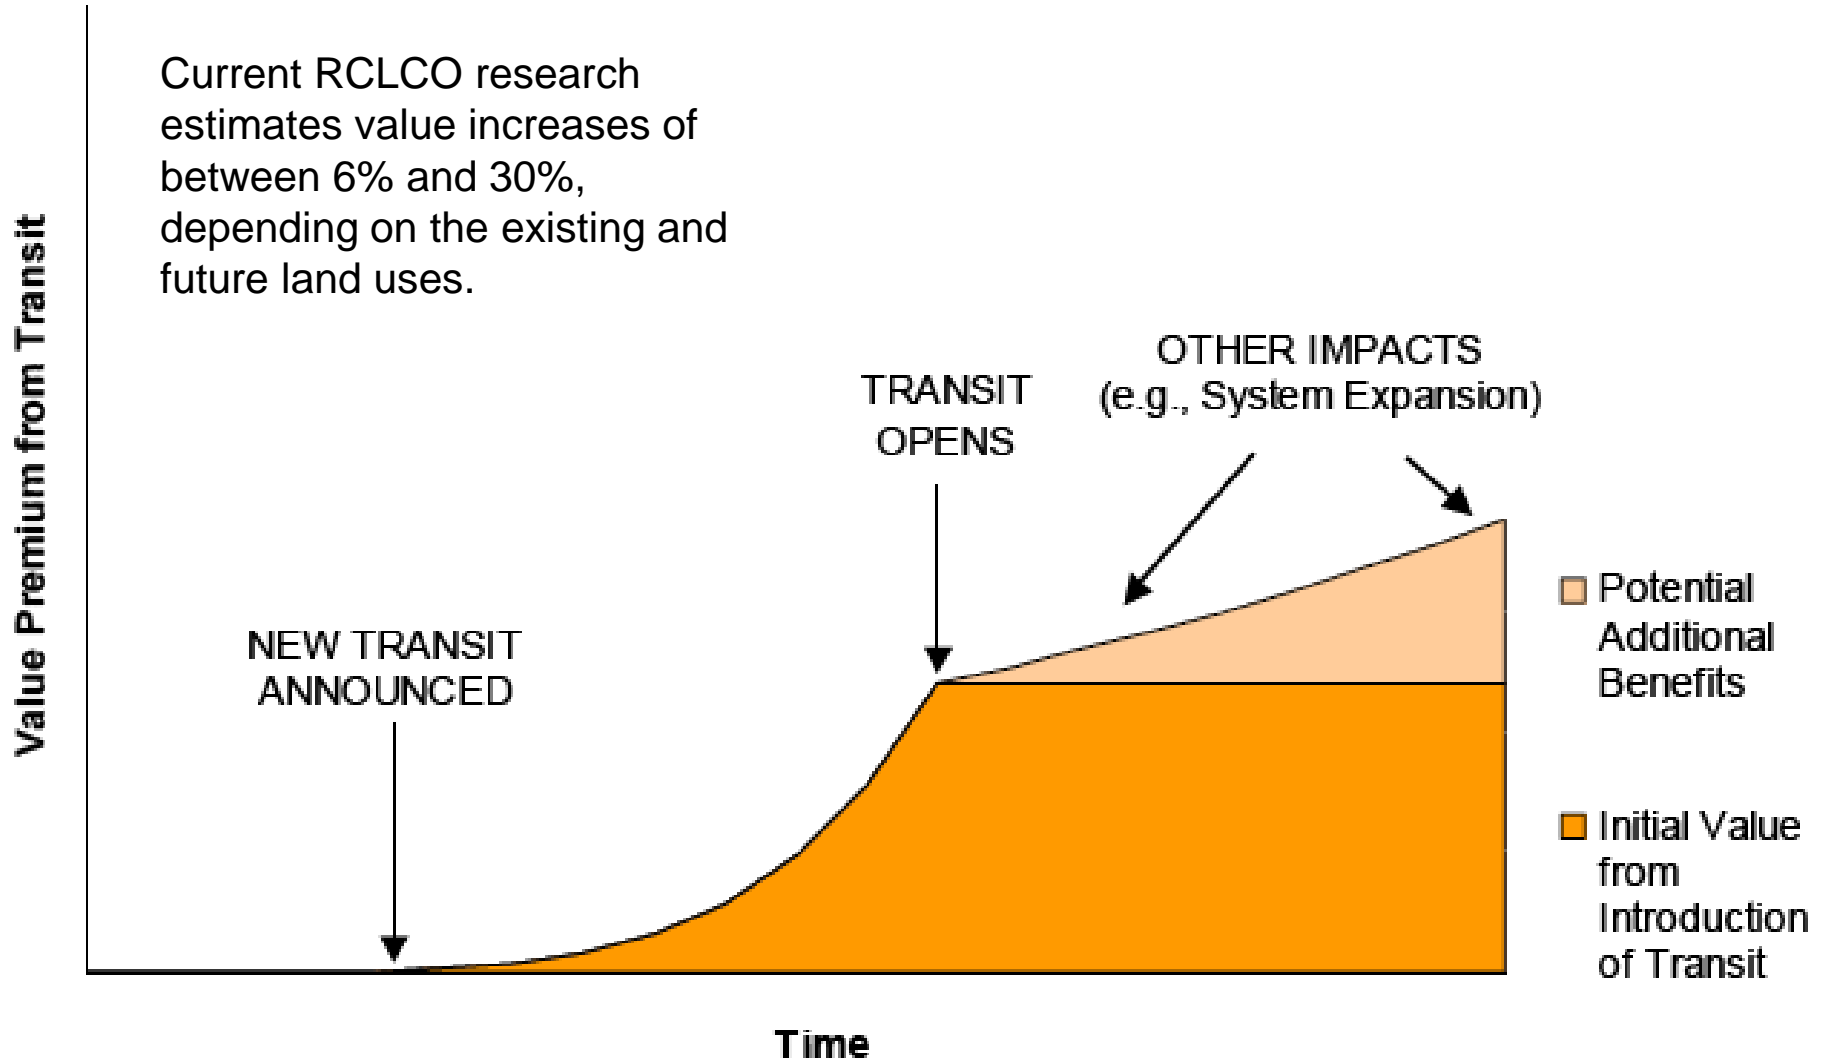 Current RCLCO research
estimates value increases of
between 6% and 30%,
depending on the existing and
future land uses.
Value Premium from Transit
OTHER IMPACTS
(e.g., System Expansion)
TRANSIT
OPENS
NEW TRANSIT
ANNOUNCED
Potential
Additional
Benefits
Initial Value
from
Introduction
of Transit
Time